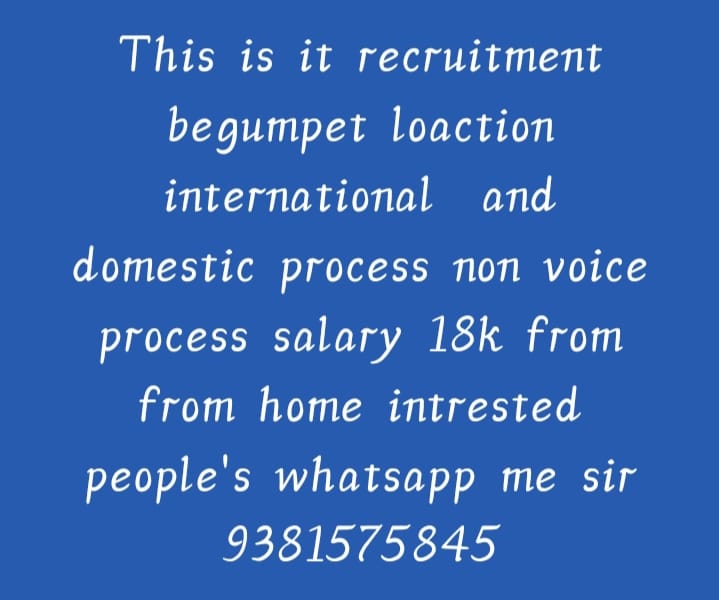 This is it recruitment
begumpet loaction
international and
domestic process non voice
process salary 18k from
from home intrested
people's whatsapp me sir
9381575845